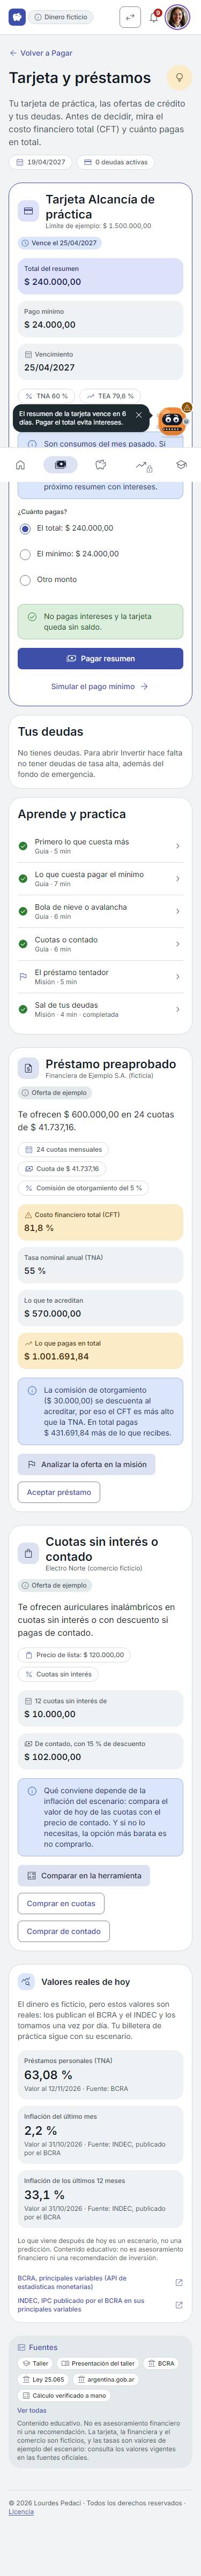 Dinero ficticio
9
Volver a Pagar
Tarjeta y préstamos
Tu tarjeta de práctica, las ofertas de crédito
y tus deudas. Antes de decidir, mira el
costo financiero total (CFT) y cuánto pagas
en total.
19/04/2027
0 deudas activas
Tarjeta Alcancía de
práctica
Límite de ejemplo: $ 1.500.000,00
Vence el 25/04/2027
Total del resumen
$ 240.000,00
Pago mínimo
$ 24.000,00
Vencimiento
25/04/2027
TNA 60 %
TEA 79,6 %
El resumen de la tarjeta vence en 6
días. Pagar el total evita intereses.
Son consumos del mes pasado. Si
próximo resumen con intereses.
¿Cuánto pagas?
El total: $ 240.000,00
El mínimo: $ 24.000,00
Otro monto
No pagas intereses y la tarjeta
queda sin saldo.
Pagar resumen
Simular el pago mínimo
Tus deudas
No tienes deudas. Para abrir Invertir hace falta
no tener deudas de tasa alta, además del
fondo de emergencia.
Aprende y practica
Primero lo que cuesta más
Guía · 5 min
Lo que cuesta pagar el mínimo
Guía · 7 min
Bola de nieve o avalancha
Guía · 6 min
Cuotas o contado
Guía · 6 min
El préstamo tentador
Misión · 5 min
Sal de tus deudas
Misión · 4 min · completada
Préstamo preaprobado
Financiera de Ejemplo S.A. (ficticia)
Oferta de ejemplo
Te ofrecen $ 600.000,00 en 24 cuotas
de $ 41.737,16.
24 cuotas mensuales
Cuota de $ 41.737,16
Comisión de otorgamiento del 5 %
Costo financiero total (CFT)
81,8 %
Tasa nominal anual (TNA)
55 %
Lo que te acreditan
$ 570.000,00
Lo que pagas en total
$ 1.001.691,84
La comisión de otorgamiento
($ 30.000,00) se descuenta al
acreditar, por eso el CFT es más alto
que la TNA. En total pagas
$ 431.691,84 más de lo que recibes.
Analizar la oferta en la misión
Aceptar préstamo
Cuotas sin interés o
contado
Electro Norte (comercio ficticio)
Oferta de ejemplo
Te ofrecen auriculares inalámbricos en
cuotas sin interés o con descuento si
pagas de contado.
Precio de lista: $ 120.000,00
Cuotas sin interés
12 cuotas sin interés de
$ 10.000,00
De contado, con 15 % de descuento
$ 102.000,00
Qué conviene depende de la
inflación del escenario: compara el
valor de hoy de las cuotas con el
precio de contado. Y si no lo
necesitas, la opción más barata es
no comprarlo.
Comparar en la herramienta
Comprar en cuotas
Comprar de contado
Valores reales de hoy
El dinero es ficticio, pero estos valores son
reales: los publican el BCRA y el INDEC y los
tomamos una vez por día. Tu billetera de
práctica sigue con su escenario.
Préstamos personales (TNA)
63,08 %
Valor al 12/11/2026 · Fuente: BCRA
Inflación del último mes
2,2 %
Valor al 31/10/2026 · Fuente: INDEC, publicado
por el BCRA
Inflación de los últimos 12 meses
33,1 %
Valor al 31/10/2026 · Fuente: INDEC, publicado
por el BCRA
Lo que viene después de hoy es un escenario, no una
predicción. Contenido educativo: no es asesoramiento
financiero ni una recomendación de inversión.
BCRA, principales variables (API de
estadísticas monetarias)
INDEC, IPC publicado por el BCRA en sus
principales variables
Fuentes
Taller
Presentación del taller
BCRA
Ley 25.065
argentina.gob.ar
Cálculo verificado a mano
Ver todas
Contenido educativo. No es asesoramiento financiero
ni una recomendación. La tarjeta, la financiera y el
comercio son ficticios, y las tasas son valores de
ejemplo del escenario: consulta los valores vigentes
en las fuentes oficiales.
© 2026 Lourdes Pedaci · Todos los derechos reservados ·
Licencia